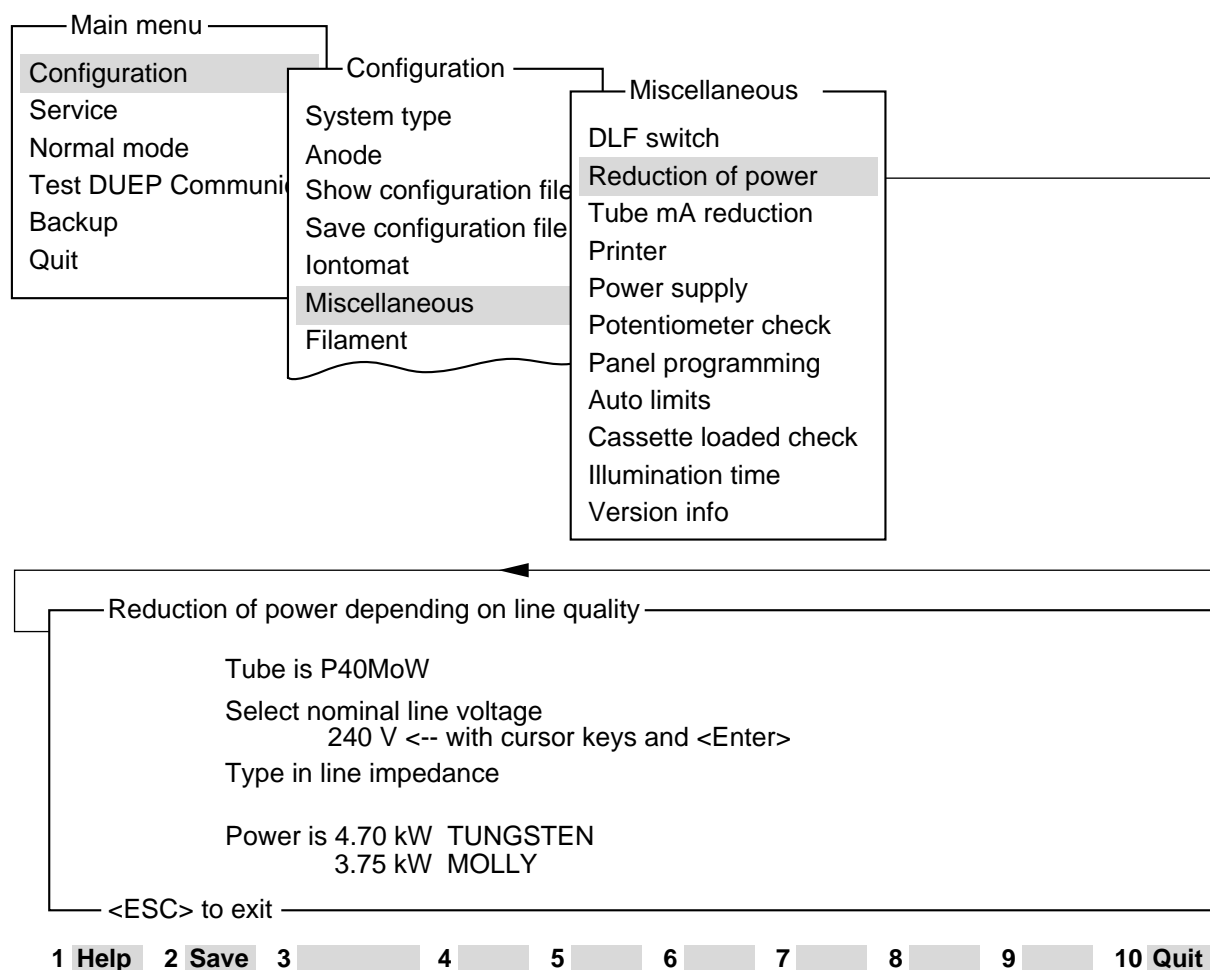 Main menu
Configuration
Service
Normal mode
Test DUEP Communi
Backup
Quit
Configuration
System type
Anode
Show configuration file
Save configuration file
Iontomat
Miscellaneous
Filament
Miscellaneous
DLF switch
Reduction of power
Tube mA reduction
Printer
Power supply
Potentiometer check
Panel programming
Auto limits
Cassette loaded check
Illumination time
Version info
Reduction of power depending on line quality
Tube is P40MoW
Select nominal line voltage
240 V <-- with cursor keys and <Enter>
Type in line impedance
Power is 4.70 kW TUNGSTEN
3.75 kW MOLLY
<ESC> to exit
1 Help 2 Save 3 4 5 6 7 8 9 10 Quit